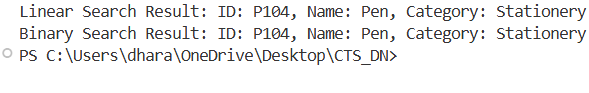 Linear Search Result: ID: P104, Name: Pen, Category: Stationery
Binary Search Result: ID: P104, Name: Pen, Category: Stationery
PS C:\Users\dhara\OneDrive\Desktop\CTS_DN>